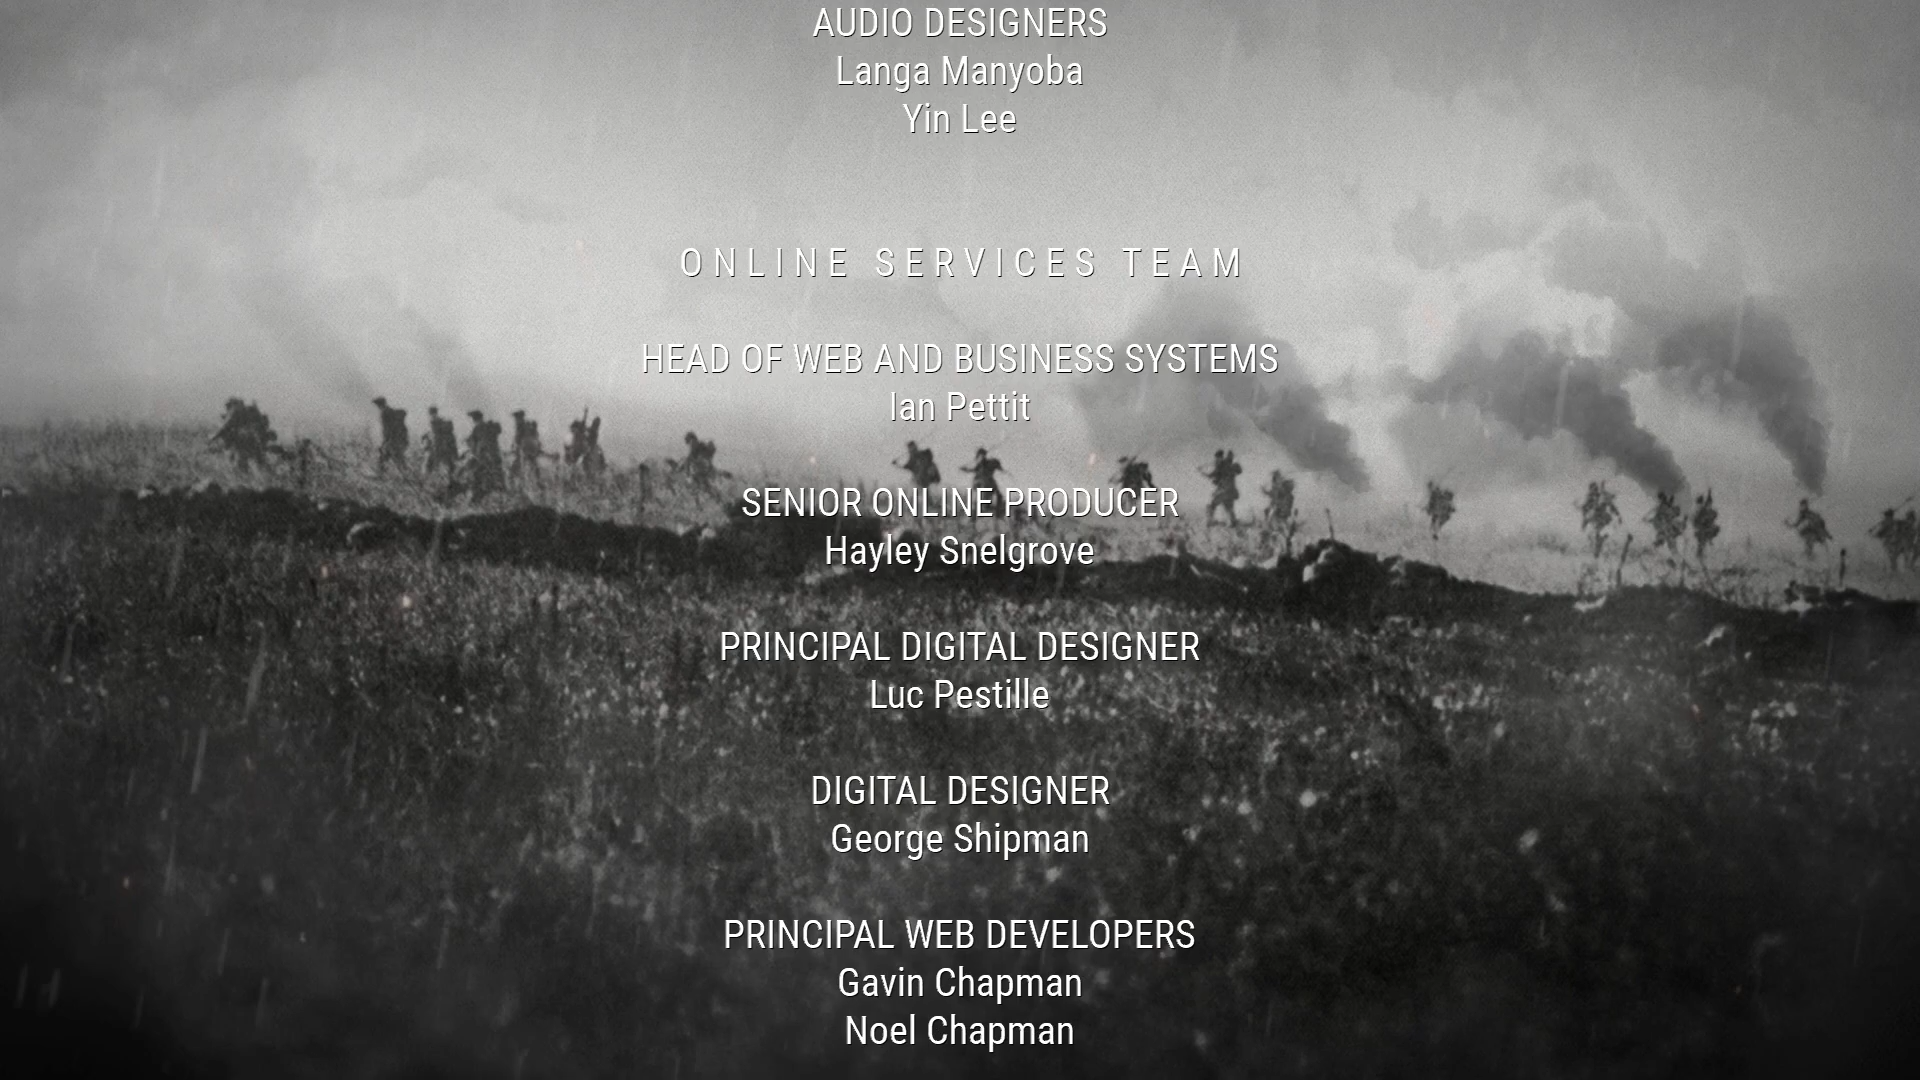 AUDIO DESIGNERS
Langa Manyoba
Yin Lee
ONLINE SERVICES TEAM
HEAD OF WEB AND BUSINESS SYSTEMS
Ian Pettit
SENIOR ONLINE PRODUCER
Hayley Snelgrove
PRINCIPAL DIGITAL DESIGNER
Luc Pestille
DIGITAL DESIGNER
George Shipman
PRINCIPAL WEB DEVELOPERS
Gavin Chapman
Noel Chapman